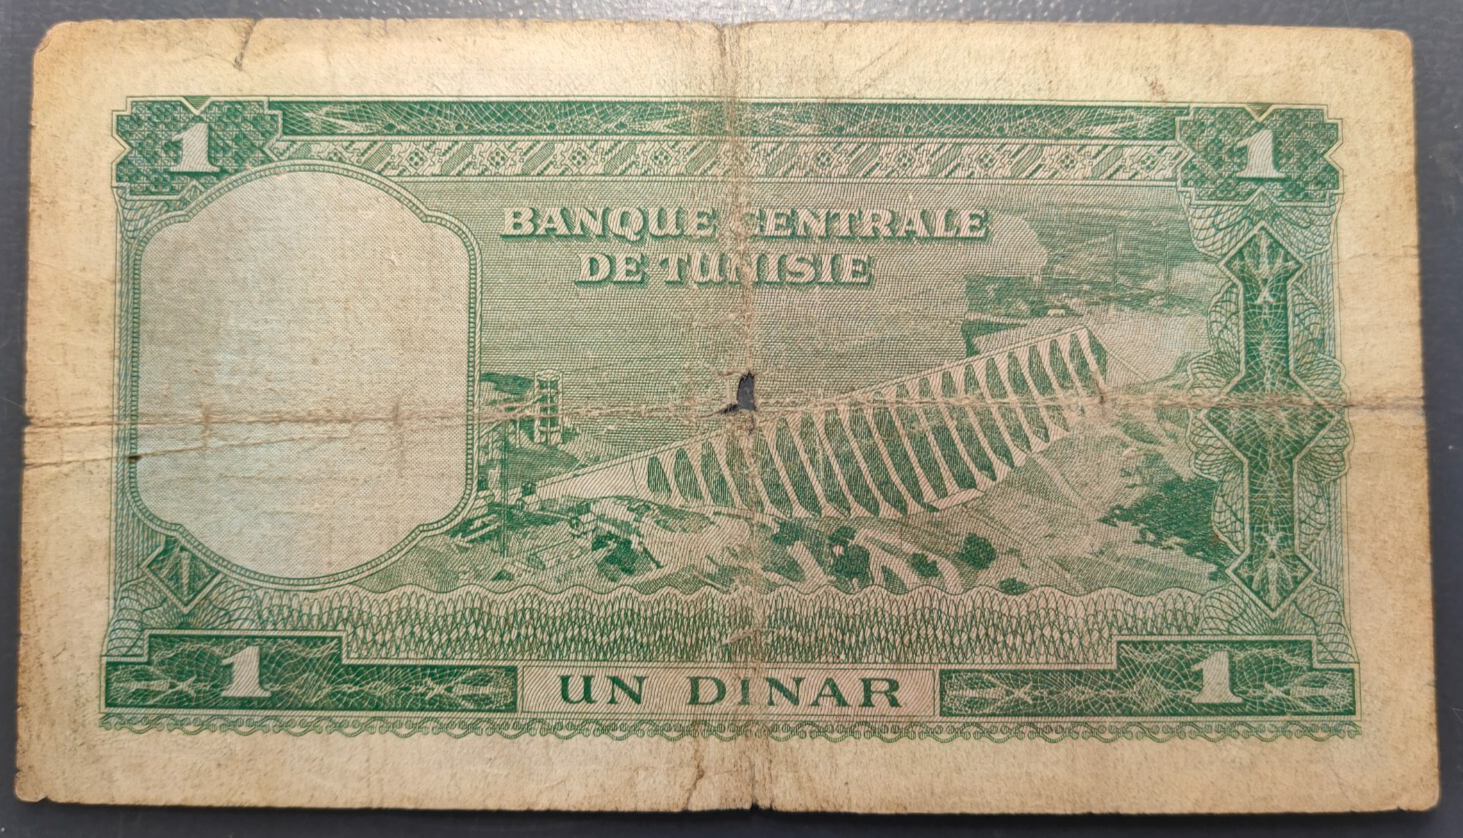 1 1
BANQUE CENTRALE
DE TUNISIE
1 UN DINAR 1